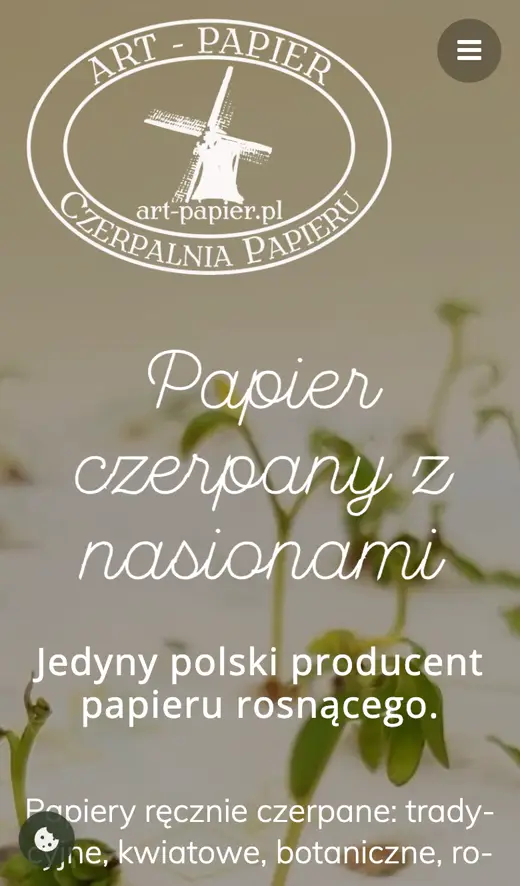 ART - PAPIER
art-papier.pl
CZERPALNIA PAPIERU
Papier
czerpany z
nasionami
Jedyny polski producent
papieru rosnącego.
Papiery ręcznie czerpane: trady-
cyjne, kwiatowe, botaniczne, ro-